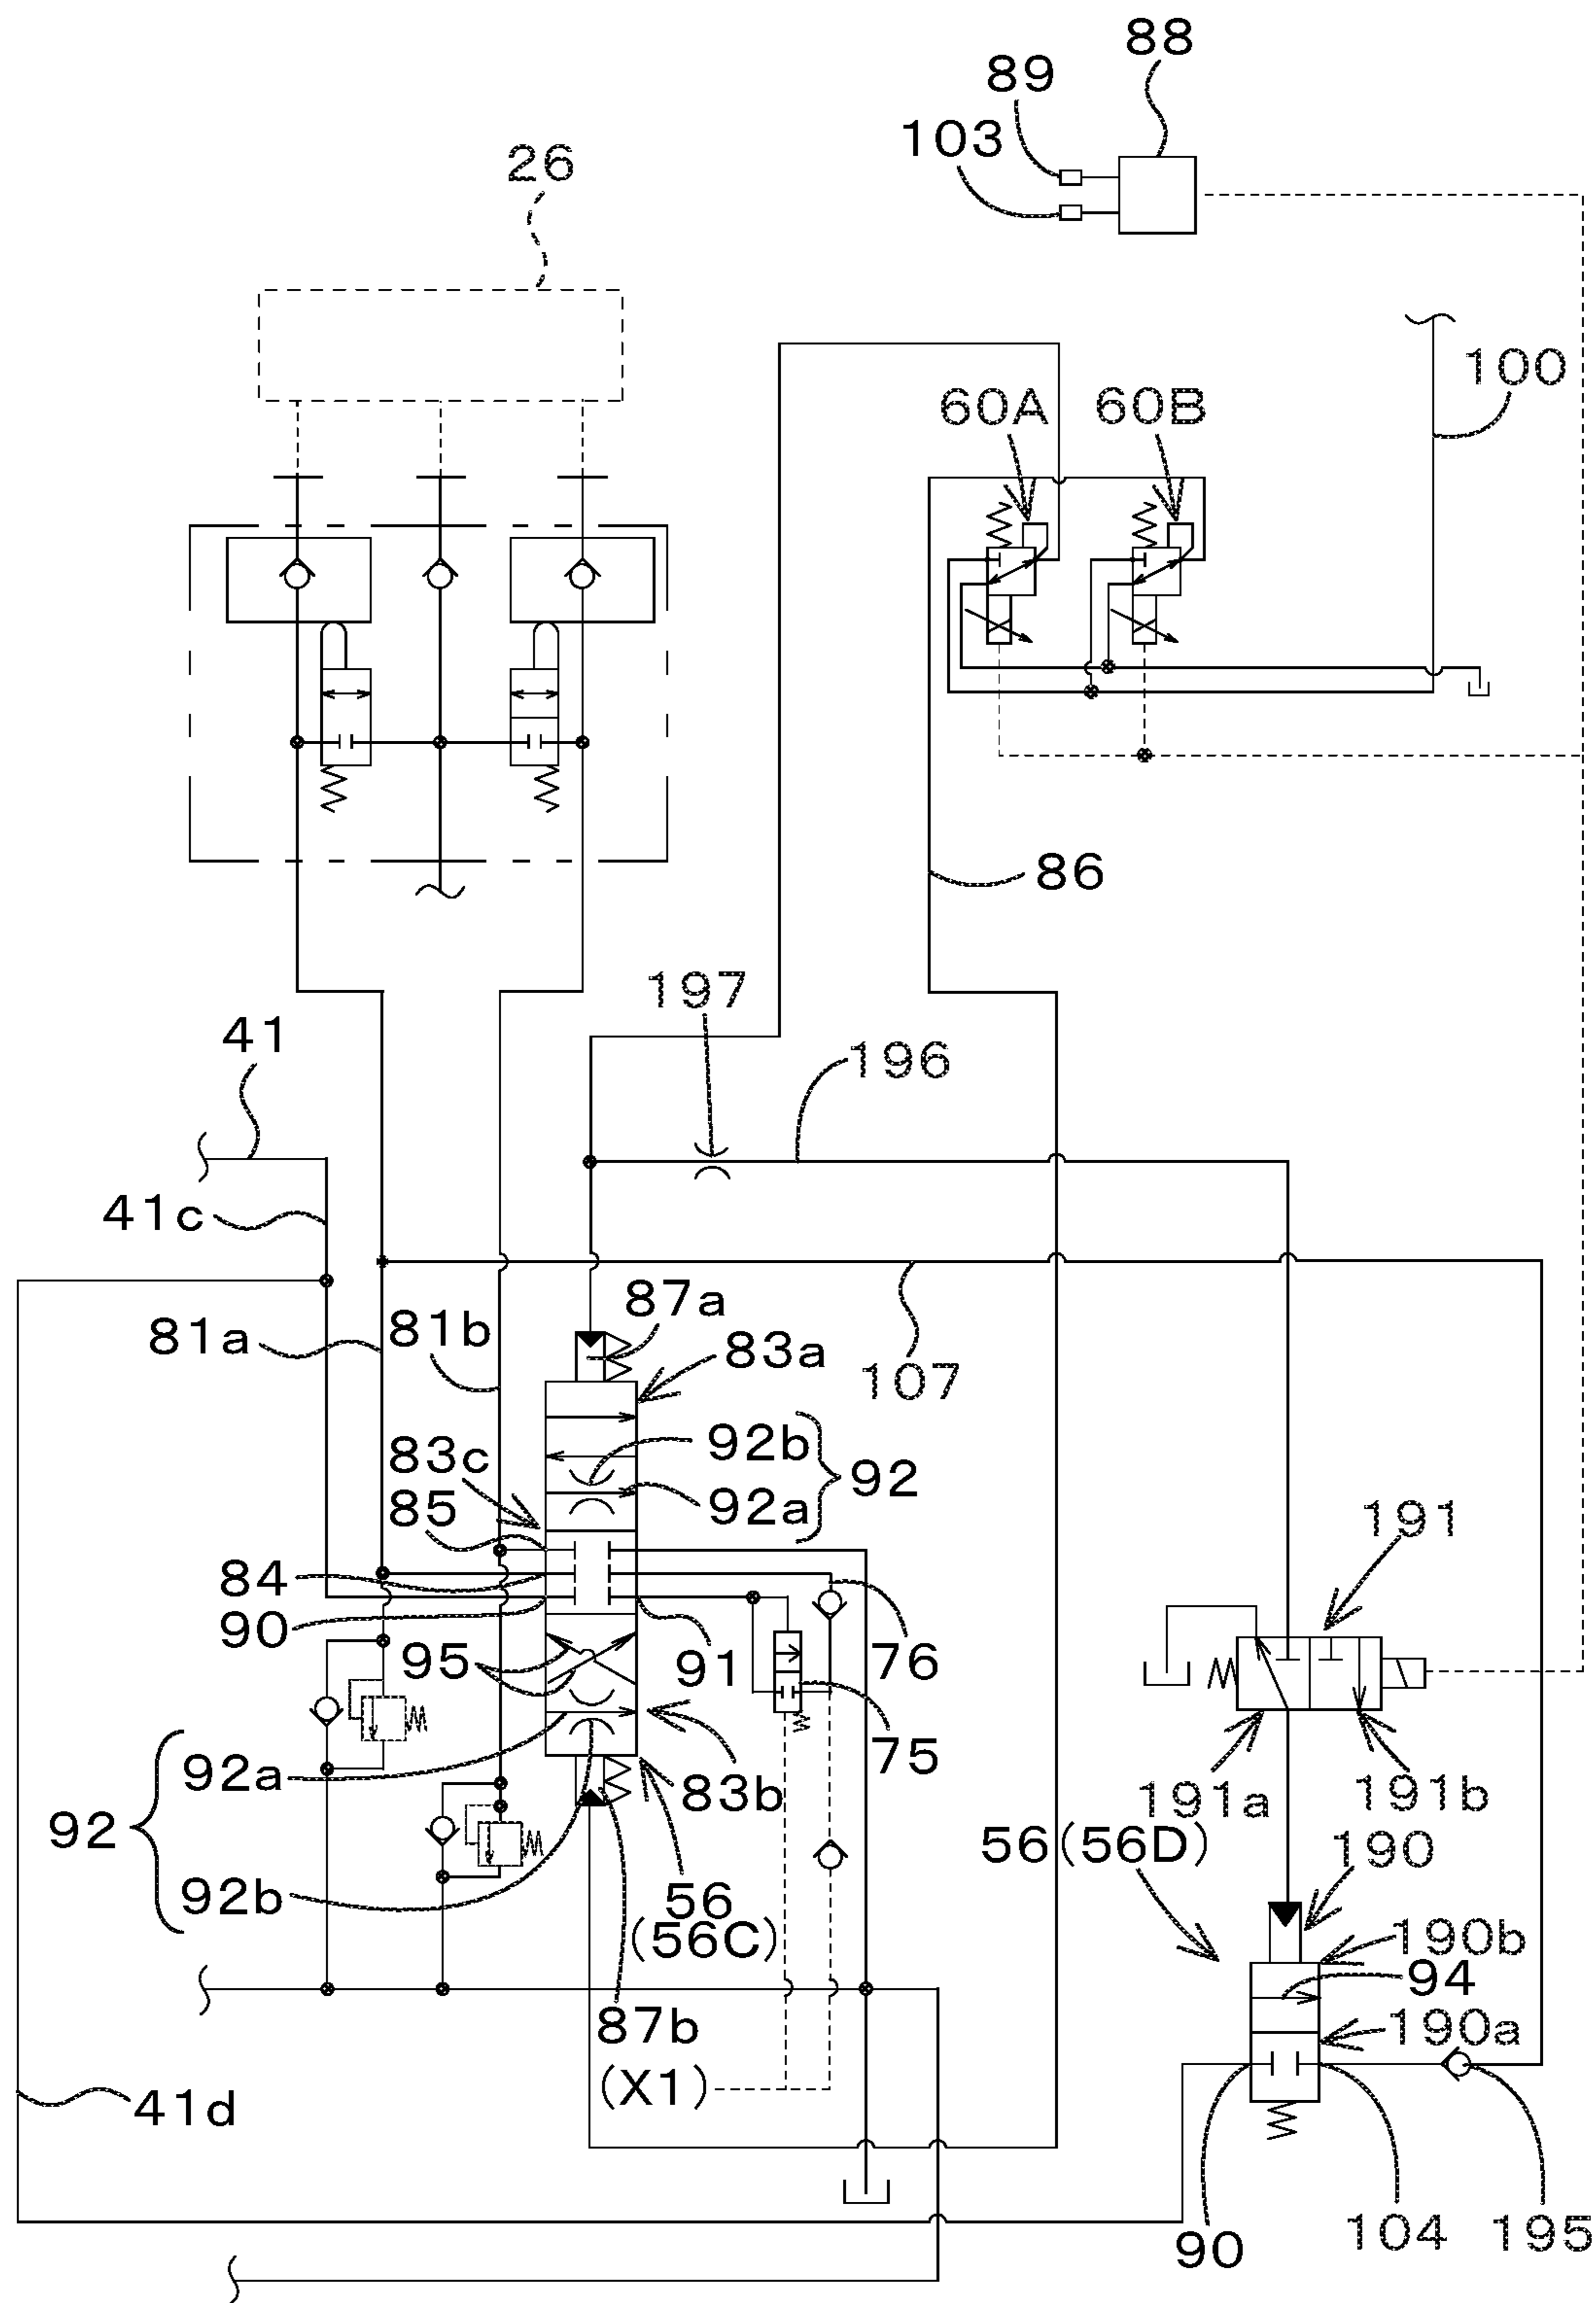 88
89
103
26
100
60A 60B
86
197
41
196
41c
87a
81a 81b 83a
107
92b
83c 92
85 92a
191
84
90
95 91 76
75
92a 83b 191a 191b
92 56(56D) 190
92b 56
(56C) 190b
94
87b 190a
(X1)
41d
90 104 195